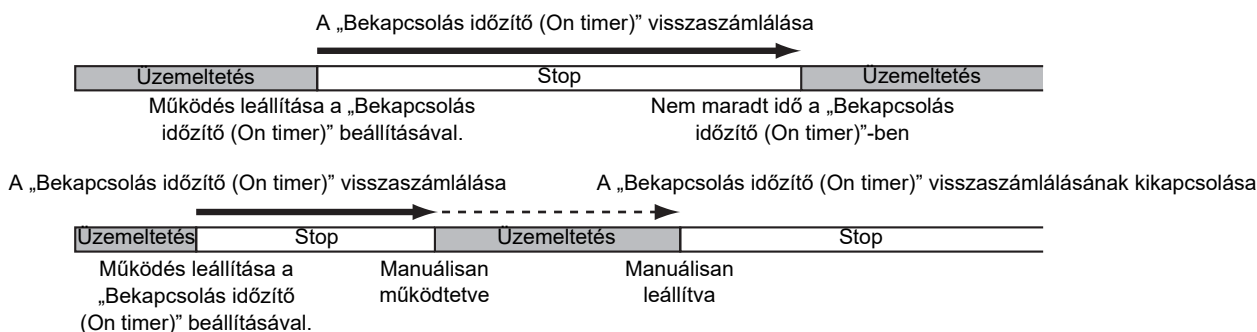 A „Bekapcsolás időzítő (On timer)” visszaszámlálása
Üzemeltetés
Stop
Üzemeltetés
Működés leállítása a „Bekapcsolás
időzítő (On timer)” beállításával.
Nem maradt idő a „Bekapcsolás
időzítő (On timer)”-ben
A „Bekapcsolás időzítő (On timer)” visszaszámlálása
A „Bekapcsolás időzítő (On timer)” visszaszámlálásának kikapcsolása
Üzemeltetés
Stop
Üzemeltetés
Stop
Működés leállítása a
„Bekapcsolás időzítő
(On timer)” beállításával.
Manuálisan
működtetve
Manuálisan
leállítva